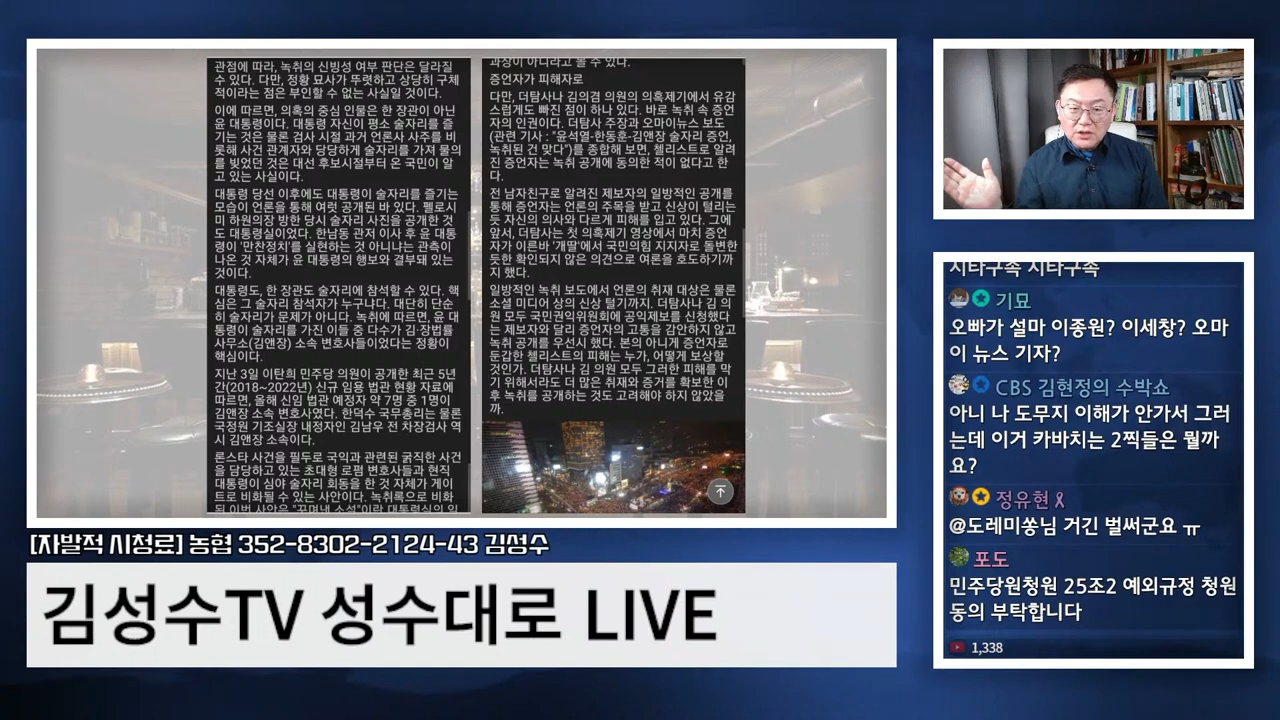 관점에 따라, 녹취의 신빙성 여부 판단은 달라질
수 있다. 다만, 정황 묘사가 뚜렷하고 상당히 구체
적이라는 점은 부인할 수 없는 사실일 것이다.
이에 따르면, 의혹의 중심 인물은 한 장관이 아닌
윤 대통령이다. 대통령 자신이 평소 술자리를 즐
기는 것은 물론 검사 시절 과거 언론사 사주를 비
롯해 사건 관계자와 당당하게 술자리를 가져 물의
를 빚었던 것은 대선 후보시절부터 온 국민이 알
고 있는 사실이다.
대통령 당선 이후에도 대통령이 술자리를 즐기는
모습이 언론을 통해 여럿 공개된 바 있다. 펠로시
미 하원의장 방한 당시 술자리 사진을 공개한 것
도 대통령실이었다. 한남동 관저 이사 후 윤 대통
령이 '만찬정치'를 실현하는 것 아니냐는 관측이
나온 것 자체가 윤 대통령의 행보와 결부돼 있는
것이다.
대통령도, 한 장관도 술자리에 참석할 수 있다. 핵
심은 그 술자리 참석자가 누구냐다. 대단히 단순
히 술자리가 문제가 아니다. 녹취에 따르면, 윤 대
통령이 술자리를 가진 이들 중 다수가 김·장법률
사무소(김앤장) 소속 변호사들이었다는 정황이
핵심이다.
지난 3일 이탄희 민주당 의원이 공개한 최근 5년
간(2018~2022년) 신규 임용 법관 현황 자료에
따르면, 올해 신임 법관 예정자 약 7명 중 1명이
김앤장 소속 변호사였다. 한덕수 국무총리는 물론
국정원 기조실장 내정자인 김남우 전 차장검사 역
시 김앤장 소속이다.
론스타 사건을 필두로 국익과 관련된 굵직한 사건
을 담당하고 있는 초대형 로펌 변호사들과 현직
대통령이 심야 술자리 회동을 한 것 자체가 게이
트로 비화될 수 있는 사안이다. 녹취록으로 비화
된 이번 사안은 "꾸며낸 소설"이란 대통령실의 일
과장이 아니라고 볼 수 있다.
증언자가 피해자로
다만, 더탐사나 김의겸 의원의 의혹제기에서 유감
스럽게도 빠진 점이 하나 있다. 바로 녹취 속 증언
자의 인권이다. 더탐사 주장과 오마이뉴스 보도
(관련 기사 : "윤석열-한동훈-김앤장 술자리 증언,
녹취된 건 맞다")를 종합해 보면, 첼리스트로 알려
진 증언자는 녹취 공개에 동의한 적이 없다고 한
다.
전 남자친구로 알려진 제보자의 일방적인 공개를
통해 증언자는 언론의 주목을 받고 신상이 털리는
듯 자신의 의사와 다르게 피해를 입고 있다. 그에
앞서, 더탐사는 첫 의혹제기 영상에서 마치 증언
자가 이른바 '개딸'에서 국민의힘 지지자로 돌변한
듯한 확인되지 않은 의견으로 여론을 호도하기까
지 했다.
일방적인 녹취 보도에서 언론의 취재 대상은 물론
소셜 미디어 상의 신상 털기까지. 더탐사나 김 의
원 모두 국민권익위원회에 공익제보를 신청했다
는 제보자와 달리 증언자의 고통을 감안하지 않고
녹취 공개를 우선시 했다. 본의 아니게 증언자로
둔갑한 첼리스트의 피해는 누가, 어떻게 보상할
것인가. 더탐사나 김 의원 모두 그러한 피해를 막
기 위해서라도 더 많은 취재와 증거를 확보한 이
후 녹취를 공개하는 것도 고려해야 하지 않았을
까.
[자발적 시청료] 농협 352-8302-2124-43 김성수
김성수TV 성수대로 LIVE
시타구속 시타구속
기묘
오빠가 설마 이종원? 이세창? 오마
이 뉴스 기자?
CBS 김현정의 수박쇼
아니 나 도무지 이해가 안가서 그러
는데 이거 카바치는 2찍들은 뭘까
요?
정유현🎗
@도레미쏭님 거긴 벌써군요 ㅠ
포도
민주당원청원 25조2 예외규정 청원
동의 부탁합니다
1,338